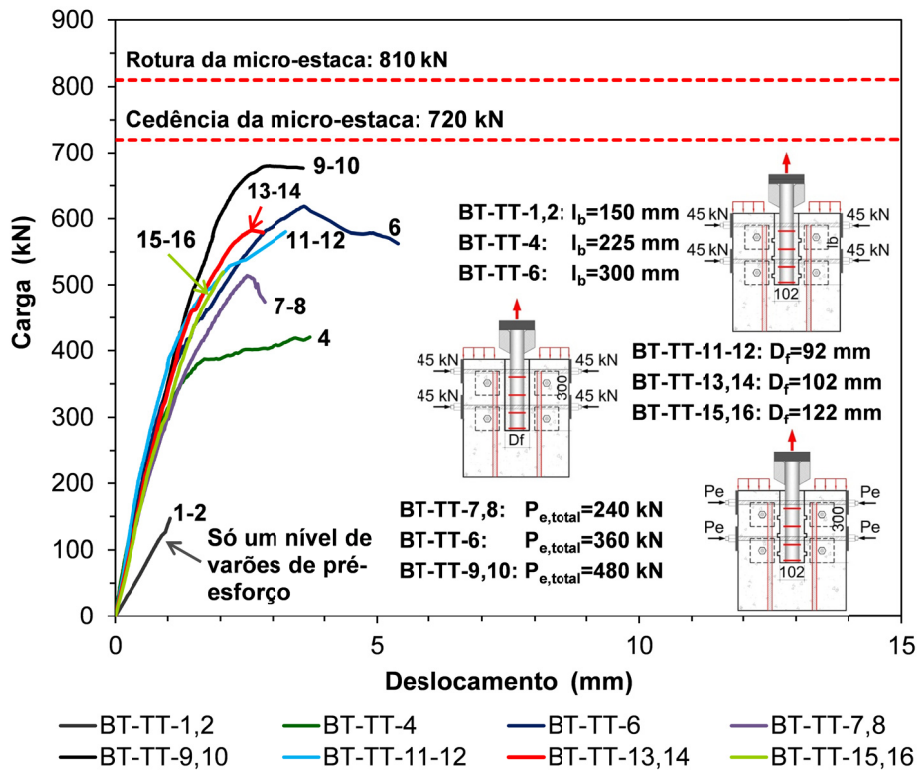 900
800
700
600
500
400
300
200
100
0
Carga (kN)
Rotura da micro-estaca: 810 kN
Cedência da micro-estaca: 720 kN
9-10
13-14
15-16
6
11-12
7-8
4
1-2
Só um nível de
varões de pré-
esforço
BT-TT-1,2: lb=150 mm
BT-TT-4: lb=225 mm
BT-TT-6: lb=300 mm
45 kN
45 kN
45 kN
45 kN
lb
102
45 kN
45 kN
45 kN
45 kN
300
Df
BT-TT-11-12: Df=92 mm
BT-TT-13,14: Df=102 mm
BT-TT-15,16: Df=122 mm
BT-TT-7,8: Pe,total=240 kN
BT-TT-6: Pe,total=360 kN
BT-TT-9,10: Pe,total=480 kN
Pe
Pe
Pe
Pe
300
102
0
5
10
15
Deslocamento (mm)
BT-TT-1,2
BT-TT-4
BT-TT-6
BT-TT-7,8
BT-TT-9,10
BT-TT-11-12
BT-TT-13,14
BT-TT-15,16